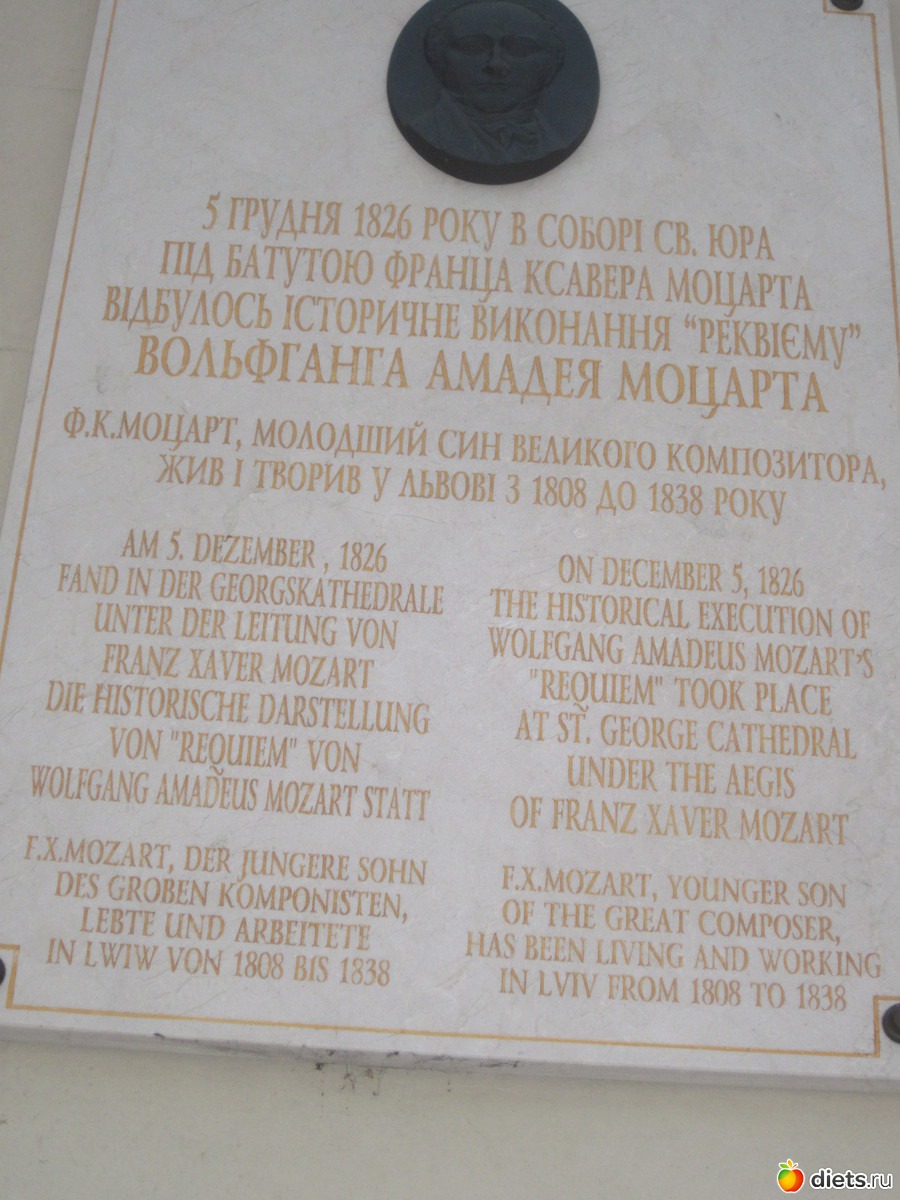 5 ГРУДНЯ 1826 РОКУ В СОБОРІ СВ. ЮРА
ПІД БАТУТОЮ ФРАНЦА КСАВЕРА МОЦАРТА
ВІДБУЛОСЬ ІСТОРИЧНЕ ВИКОНАННЯ “РЕКВІЄМУ”
ВОЛЬФГАНГА АМАДЕЯ МОЦАРТА
Ф.К.МОЦАРТ, МОЛОДШИЙ СИН ВЕЛИКОГО КОМПОЗИТОРА,
ЖИВ І ТВОРИВ У ЛЬВОВІ З 1808 ДО 1838 РОКУ
AM 5. DEZEMBER , 1826
FAND IN DER GEORGSKATHEDRALE
UNTER DER LEITUNG VON
FRANZ XAVER MOZART
DIE HISTORISCHE DARSTELLUNG
VON "REQUIEM" VON
WOLFGANG AMADEUS MOZART STATT
F.X.MOZART, DER JUNGERE SOHN
DES GROBEN KOMPONISTEN,
LEBTE UND ARBEITETE
IN LWIW VON 1808 BIS 1838
ON DECEMBER 5, 1826
THE HISTORICAL EXECUTION OF
WOLFGANG AMADEUS MOZART'S
"REQUIEM" TOOK PLACE
AT ST. GEORGE CATHEDRAL
UNDER THE AEGIS
OF FRANZ XAVER MOZART
F.X.MOZART, YOUNGER SON
OF THE GREAT COMPOSER,
HAS BEEN LIVING AND WORKING
IN LVIV FROM 1808 TO 1838
diets.ru